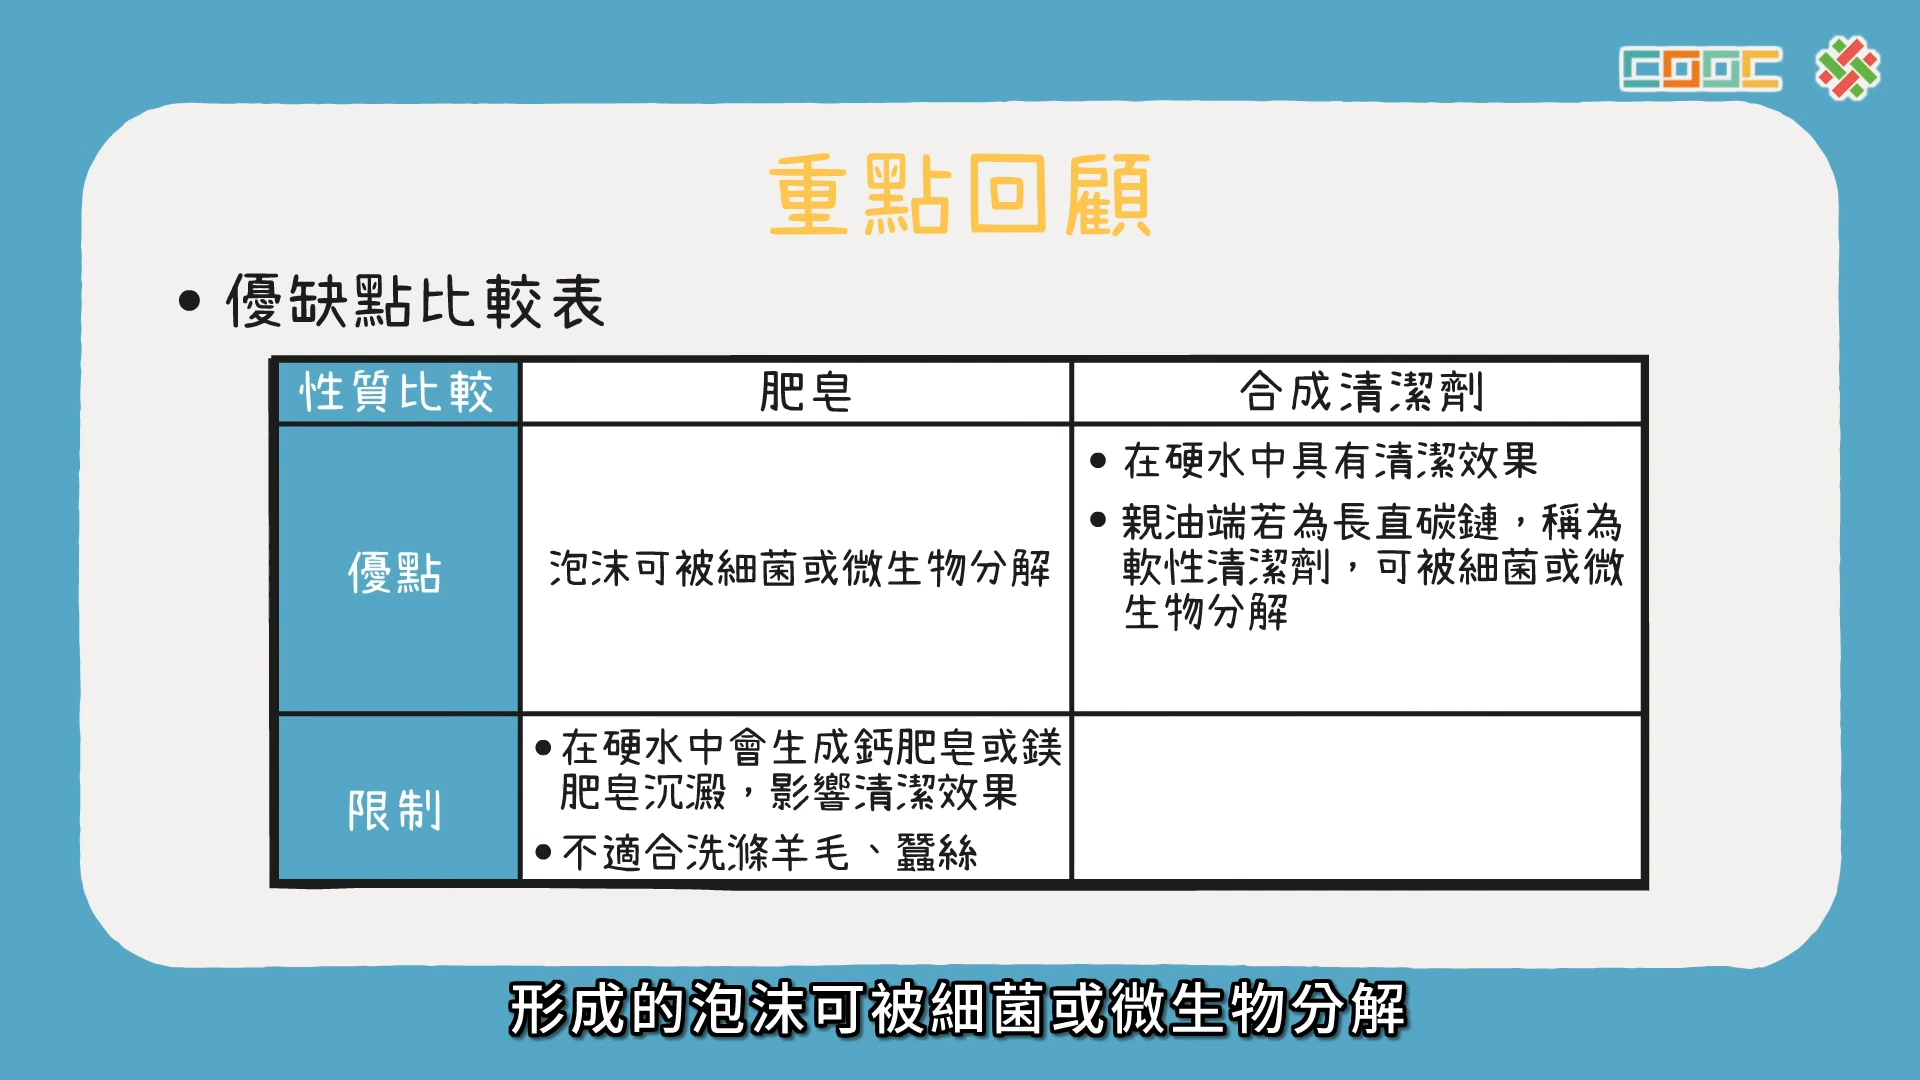 COOC
重點回顧
• 優缺點比較表
性質比較
肥皂
合成清潔劑
優點
泡沫可被細菌或微生物分解
• 在硬水中具有清潔效果
• 親油端若為長直碳鏈，稱為
軟性清潔劑，可被細菌或微
生物分解
限制
• 在硬水中會生成鈣肥皂或鎂
肥皂沉澱，影響清潔效果
• 不適合洗滌羊毛、蠶絲
形成的泡沫可被細菌或微生物分解